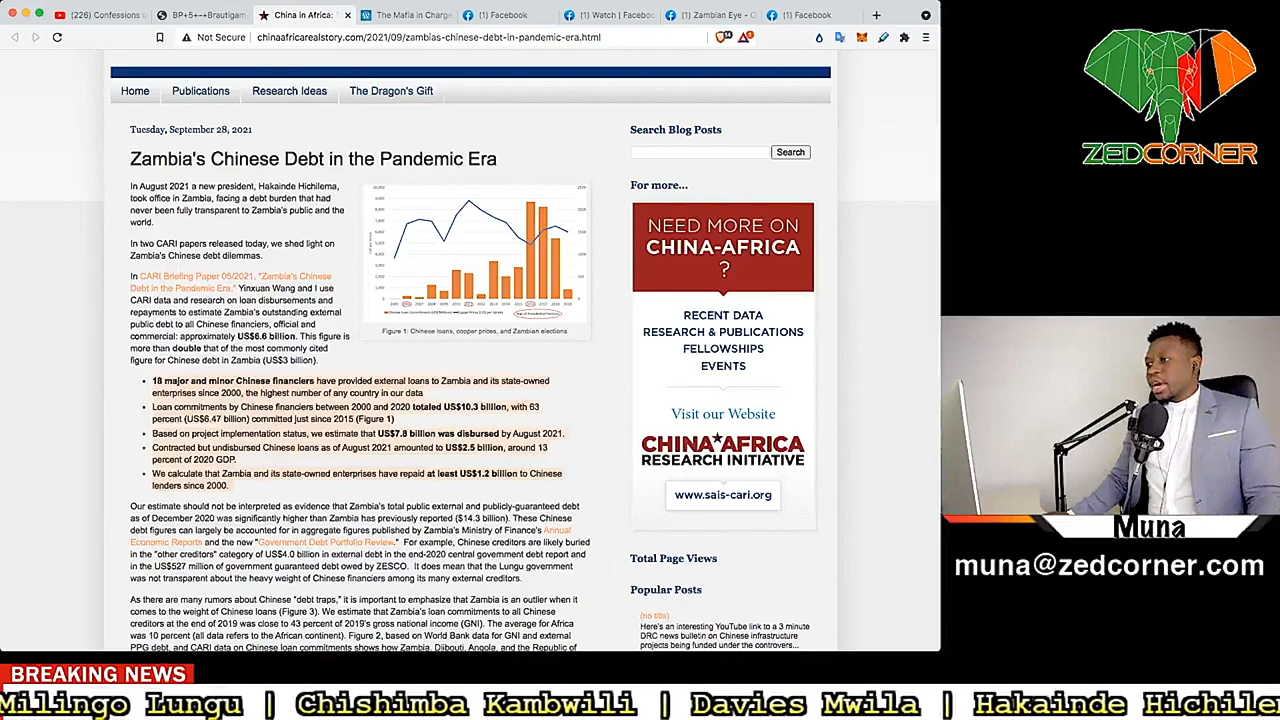 (226) Confessions o
BP+5+--+Brautigam
China in Africa: T
The Mafia in Charge
(1) Facebook
(1) Watch | Faceboo
(1) Zambian Eye - O
(1) Facebook
Not Secure
chinaafricarealstory.com/2021/09/zambias-chinese-debt-in-pandemic-era.html
Home
Publications
Research Ideas
The Dragon's Gift
Tuesday, September 28, 2021
Zambia's Chinese Debt in the Pandemic Era
In August 2021 a new president, Hakainde Hichilema,
took office in Zambia, facing a debt burden that had
never been fully transparent to Zambia's public and the
world.
In two CARI papers released today, we shed light on
Zambia's Chinese debt dilemmas.
In CARI Briefing Paper 05/2021, "Zambia's Chinese
Debt in the Pandemic Era," Yinxuan Wang and I use
CARI data and research on loan disbursements and
repayments to estimate Zambia's outstanding external
public debt to all Chinese financiers, official and
commercial: approximately US$6.6 billion. This figure is
more than double that of the most commonly cited
figure for Chinese debt in Zambia (US$3 billion).
Figure 1: Chinese loans, copper prices, and Zambian elections
18 major and minor Chinese financiers have provided external loans to Zambia and its state-owned
enterprises since 2000, the highest number of any country in our data
Loan commitments by Chinese financiers between 2000 and 2020 totaled US$10.3 billion, with 63
percent (US$6.47 billion) committed just since 2015 (Figure 1)
Based on project implementation status, we estimate that US$7.8 billion was disbursed by August 2021.
Contracted but undisbursed Chinese loans as of August 2021 amounted to US$2.5 billion, around 13
percent of 2020 GDP.
We calculate that Zambia and its state-owned enterprises have repaid at least US$1.2 billion to Chinese
lenders since 2000.
Our estimate should not be interpreted as evidence that Zambia's total public external and publicly-guaranteed debt
as of December 2020 was significantly higher than Zambia has previously reported ($14.3 billion). These Chinese
debt figures can largely be accounted for in aggregate figures published by Zambia's Ministry of Finance's Annual
Economic Reports and the new "Government Debt Portfolio Review." For example, Chinese creditors are likely buried
in the "other creditors" category of US$4.0 billion in external debt in the end-2020 central government debt report and
in the US$527 million of government guaranteed debt owed by ZESCO. It does mean that the Lungu government
was not transparent about the heavy weight of Chinese financiers among its many external creditors.
As there are many rumors about Chinese "debt traps," it is important to emphasize that Zambia is an outlier when it
comes to the weight of Chinese loans (Figure 3). We estimate that Zambia's loan commitments to all Chinese
creditors at the end of 2019 was close to 43 percent of 2019's gross national income (GNI). The average for Africa
was 10 percent (all data refers to the African continent). Figure 2, based on World Bank data for GNI and external
PPG debt, and CARI data on Chinese loan commitments shows how Zambia, Djibouti, Angola, and the Republic of
Search Blog Posts
Search
For more...
NEED MORE ON
CHINA-AFRICA
?
RECENT DATA
RESEARCH & PUBLICATIONS
FELLOWSHIPS
EVENTS
Visit our Website
CHINA★AFRICA
RESEARCH INITIATIVE
www.sais-cari.org
Total Page Views
Popular Posts
(no title)
Here's an interesting YouTube link to a 3 minute
DRC news bulletin on Chinese infrastructure
projects being funded under the controvers...
ZEDCORNER
Muna
muna@zedcorner.com
BREAKING NEWS
Milingo Lungu | Chishimba Kambwili | Davies Mwila | Hakainde Hichile